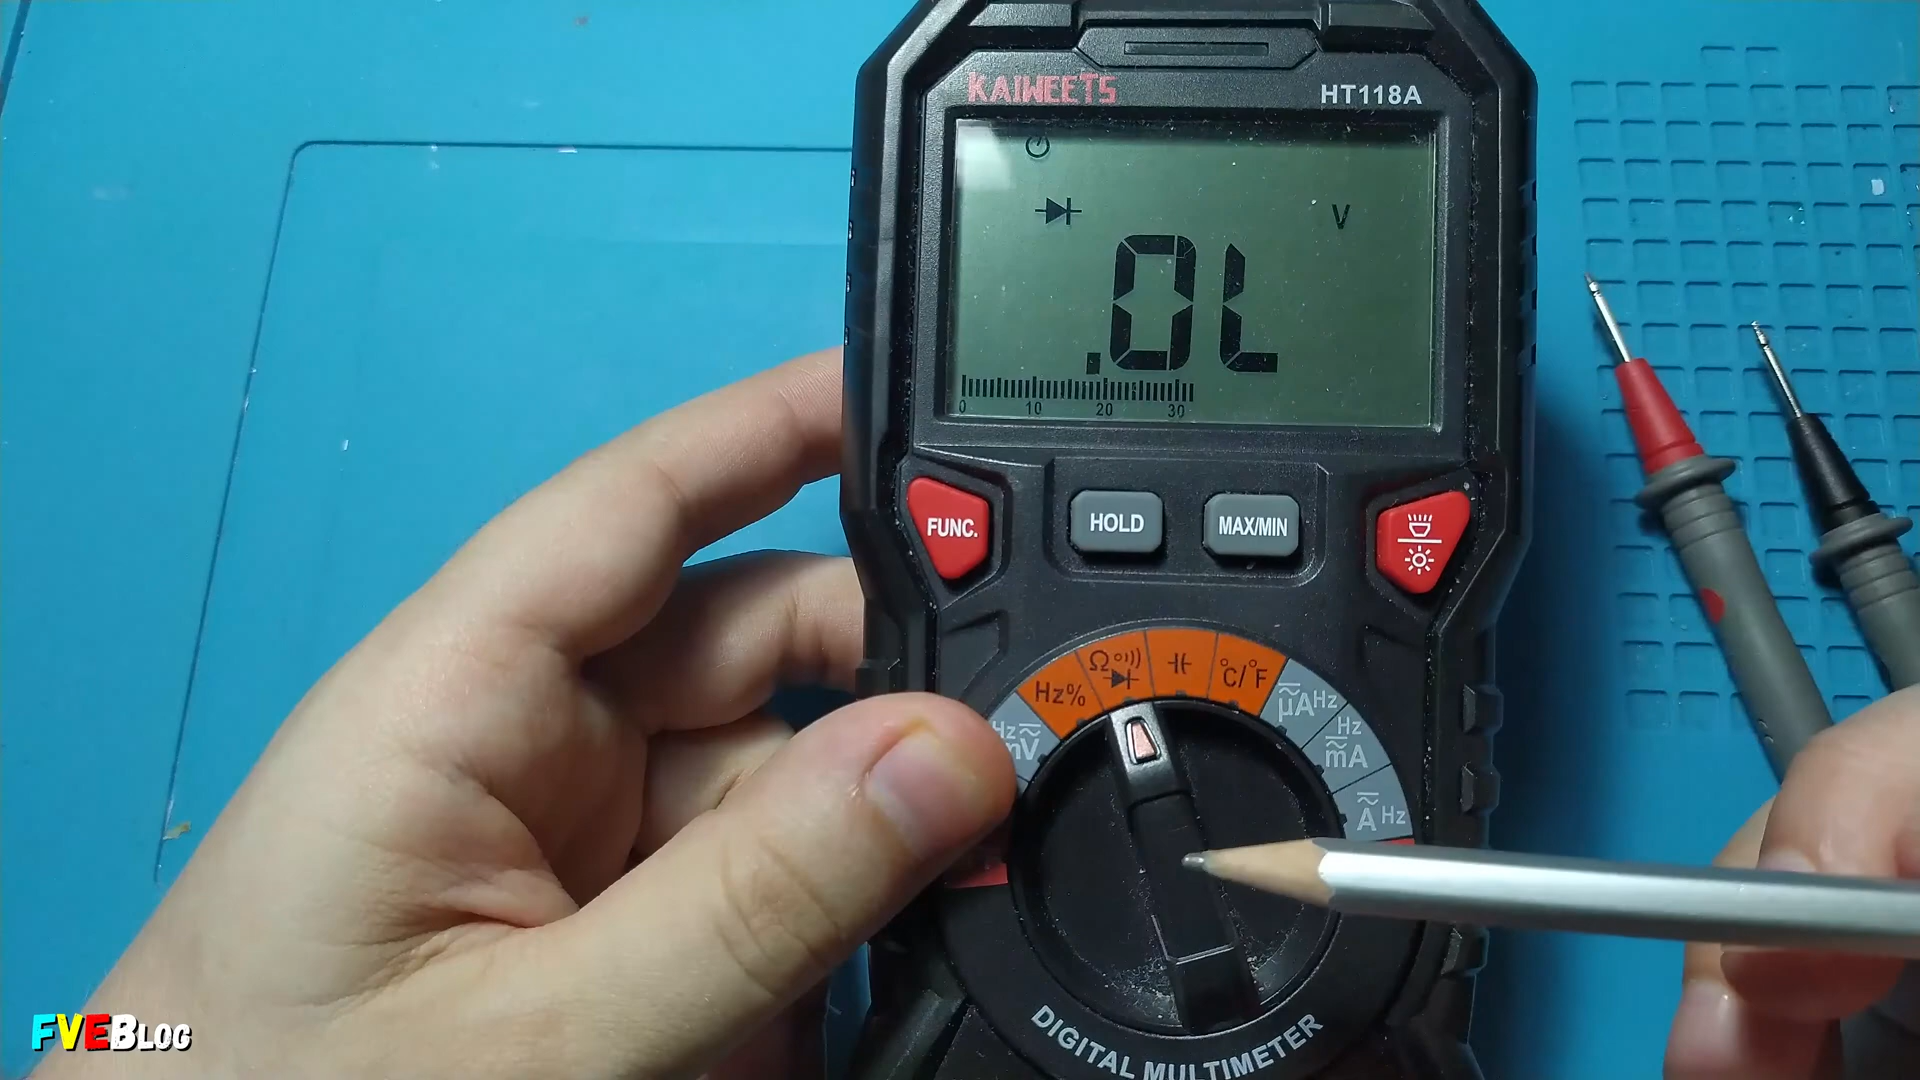 KAIWEETS
HT118A
V
.0L
0 10 20 30
FUNC.
HOLD
MAX/MIN
Hz
Hz%
Ω
°C/°F
µA Hz
Hz
mA
A Hz
DIGITAL MULTIMETER
FVEBLOG